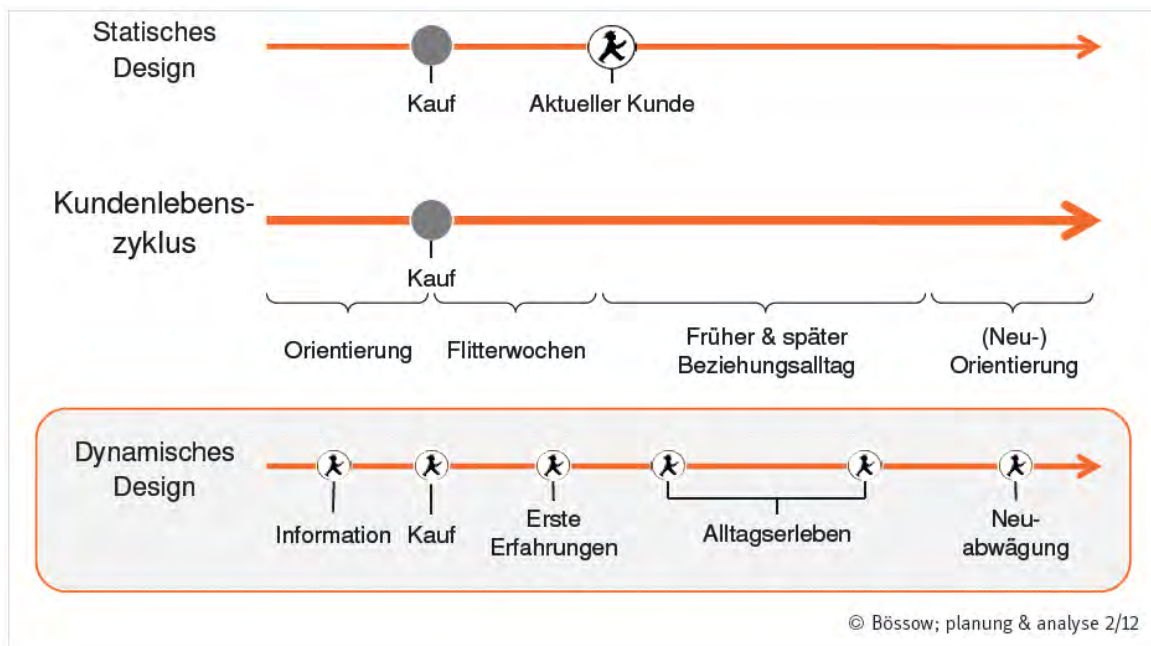 Statisches
Design
Kauf
Aktueller Kunde
Kundenlebens-
zyklus
Kauf
Orientierung
Flitterwochen
Früher & später
Beziehungsalltag
(Neu-)
Orientierung
Dynamisches
Design
Information
Kauf
Erste
Erfahrungen
Alltagserleben
Neu-
abwägung
© Bössow; planung & analyse 2/12